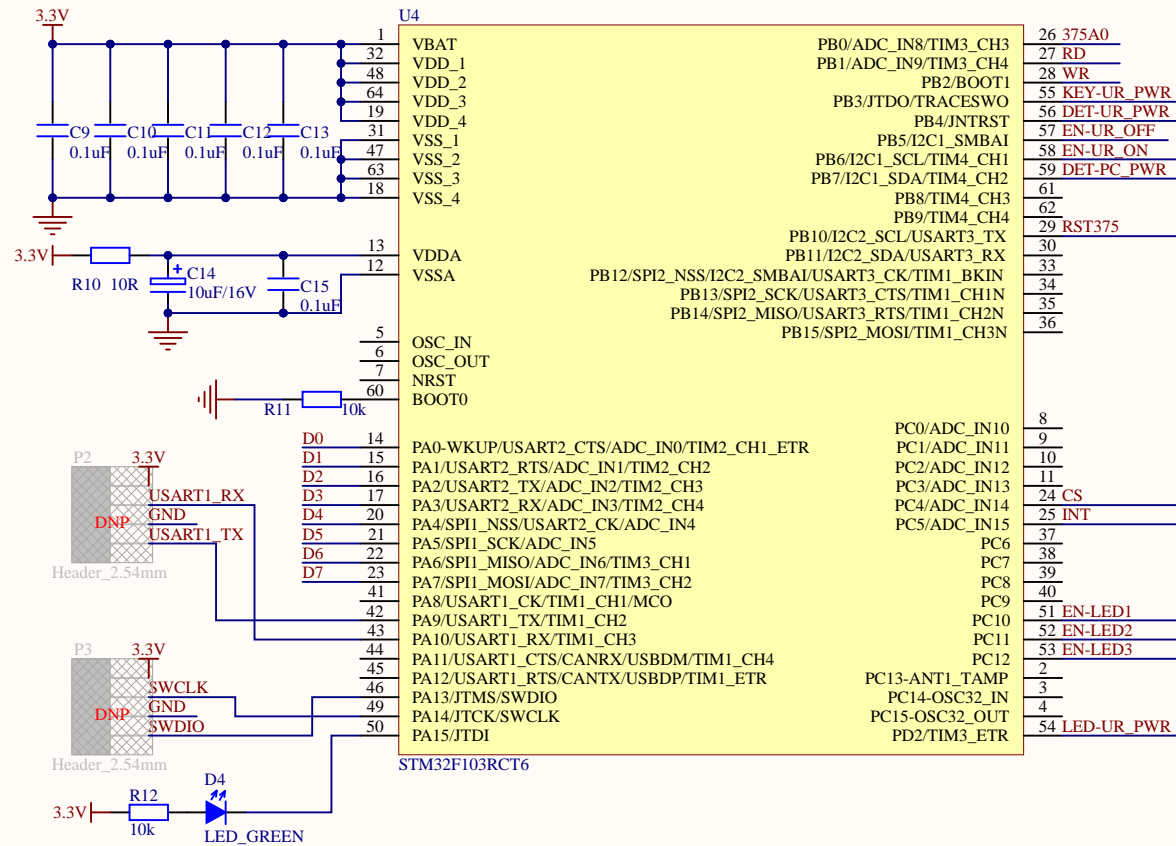 3.3V
U4
1 VBAT
32 VDD_1
48 VDD_2
64 VDD_3
19 VDD_4
31 VSS_1
47 VSS_2
63 VSS_3
18 VSS_4
C9 C10 C11 C12 C13
0.1uF 0.1uF 0.1uF 0.1uF 0.1uF
3.3V
R10 10R
13 VDDA
12 VSSA
C14
10uF/16V
C15
0.1uF
5 OSC_IN
6 OSC_OUT
7 NRST
60 BOOT0
R11 10k
D0 14 PA0-WKUP/USART2_CTS/ADC_IN0/TIM2_CH1_ETR
D1 15 PA1/USART2_RTS/ADC_IN1/TIM2_CH2
D2 16 PA2/USART2_TX/ADC_IN2/TIM2_CH3
D3 17 PA3/USART2_RX/ADC_IN3/TIM2_CH4
D4 20 PA4/SPI1_NSS/USART2_CK/ADC_IN4
D5 21 PA5/SPI1_SCK/ADC_IN5
D6 22 PA6/SPI1_MISO/ADC_IN6/TIM3_CH1
D7 23 PA7/SPI1_MOSI/ADC_IN7/TIM3_CH2
41 PA8/USART1_CK/TIM1_CH1/MCO
42 PA9/USART1_TX/TIM1_CH2
43 PA10/USART1_RX/TIM1_CH3
44 PA11/USART1_CTS/CANRX/USBDM/TIM1_CH4
45 PA12/USART1_RTS/CANTX/USBDP/TIM1_ETR
46 PA13/JTMS/SWDIO
49 PA14/JTCK/SWCLK
50 PA15/JTDI
P2
3.3V
USART1_RX
DNP
GND
USART1_TX
Header_2.54mm
P3
3.3V
SWCLK
DNP
GND
SWDIO
Header_2.54mm
3.3V
R12
10k
D4
LED_GREEN
STM32F103RCT6
PB0/ADC_IN8/TIM3_CH3 26 375A0
PB1/ADC_IN9/TIM3_CH4 27 RD
PB2/BOOT1 28 WR
PB3/JTDO/TRACESWO 55 KEY-UR_PWR
PB4/JNTRST 56 DET-UR_PWR
PB5/I2C1_SMBAI 57 EN-UR_OFF
PB6/I2C1_SCL/TIM4_CH1 58 EN-UR_ON
PB7/I2C1_SDA/TIM4_CH2 59 DET-PC_PWR
PB8/TIM4_CH3 61
PB9/TIM4_CH4 62
PB10/I2C2_SCL/USART3_TX 29 RST375
PB11/I2C2_SDA/USART3_RX 30
PB12/SPI2_NSS/I2C2_SMBAI/USART3_CK/TIM1_BKIN 33
PB13/SPI2_SCK/USART3_CTS/TIM1_CH1N 34
PB14/SPI2_MISO/USART3_RTS/TIM1_CH2N 35
PB15/SPI2_MOSI/TIM1_CH3N 36
PC0/ADC_IN10 8
PC1/ADC_IN11 9
PC2/ADC_IN12 10
PC3/ADC_IN13 11
PC4/ADC_IN14 24 CS
PC5/ADC_IN15 25 INT
PC6 37
PC7 38
PC8 39
PC9 40
PC10 51 EN-LED1
PC11 52 EN-LED2
PC12 53 EN-LED3
PC13-ANT1_TAMP 2
PC14-OSC32_IN 3
PC15-OSC32_OUT 4
PD2/TIM3_ETR 54 LED-UR_PWR